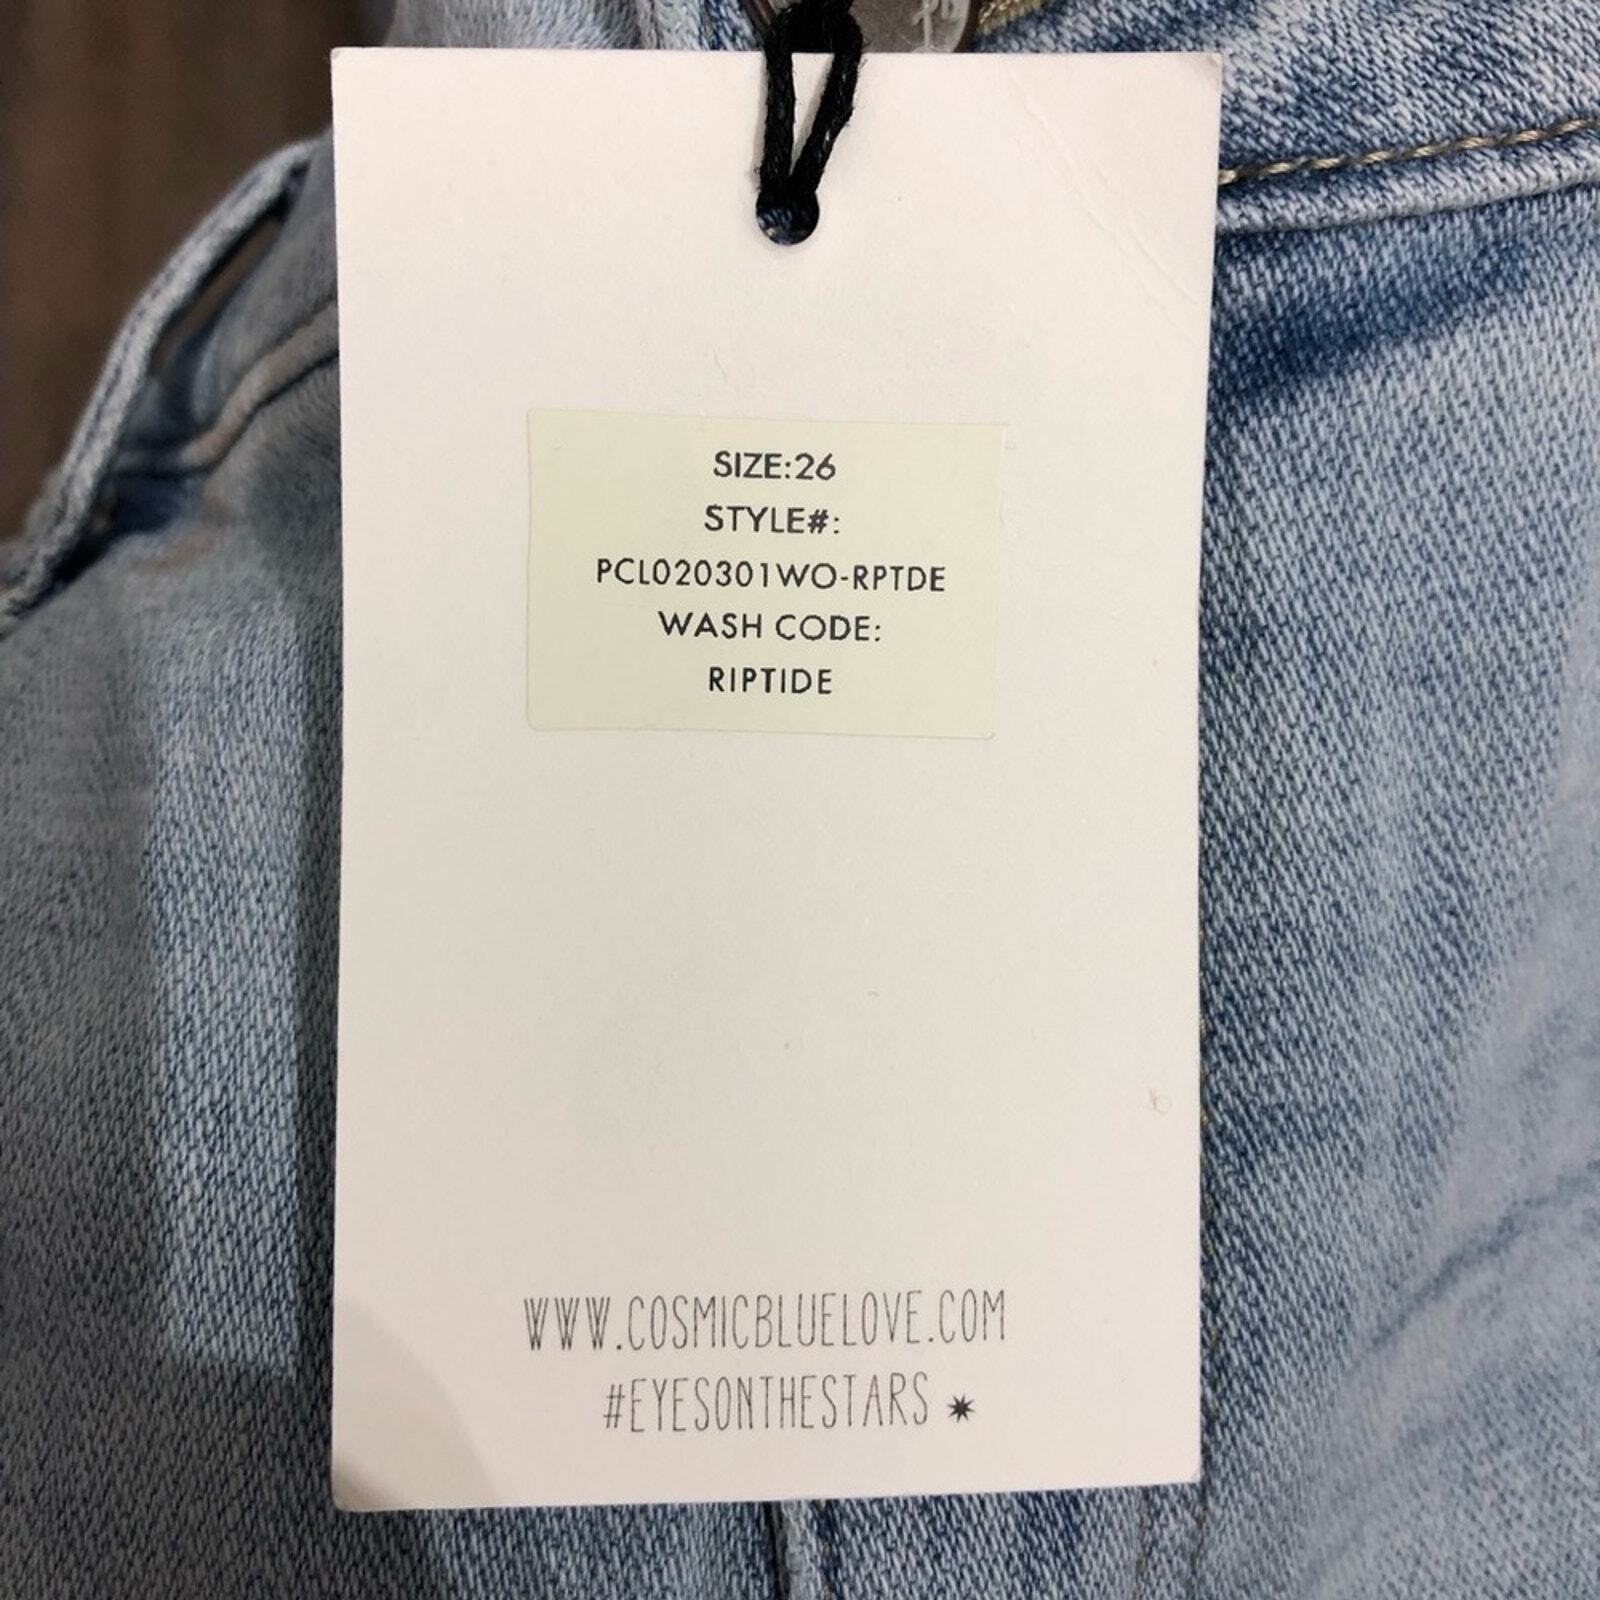 SIZE:26
STYLE#:
PCL020301WO-RPTDE
WASH CODE:
RIPTIDE
WWW.COSMICBLUELOVE.COM
#EYESONTHESTARS